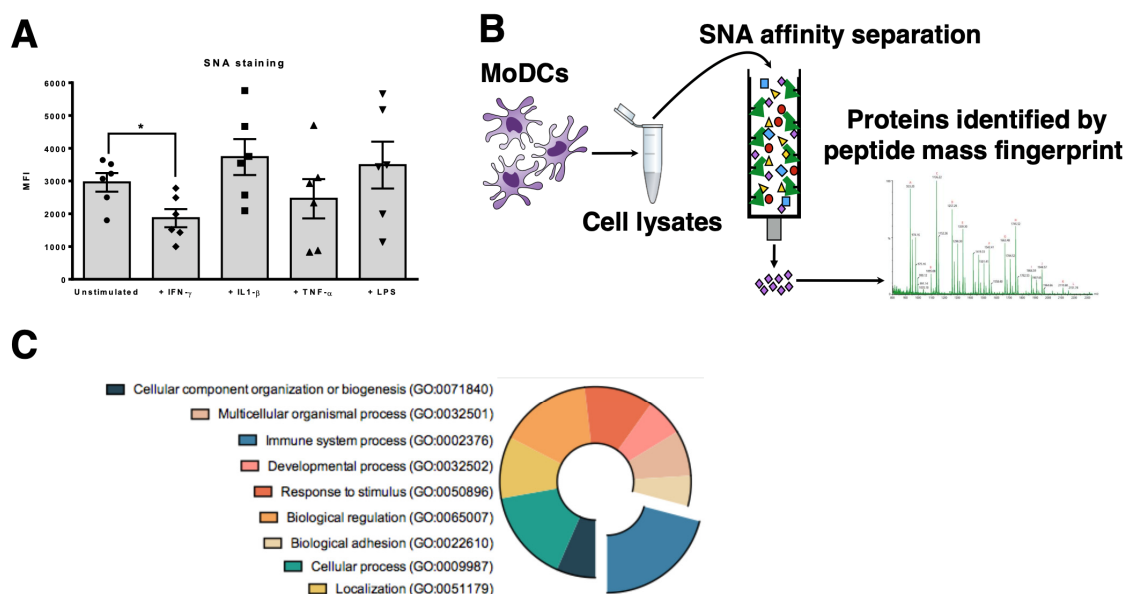 A
SNA staining
6000
5000
4000
3000
2000
1000
0
MFI
*
Unstimulated
+ IFN-γ
+ IL1-β
+ TNF-α
+ LPS
B
SNA affinity separation
MoDCs
Cell lysates
Proteins identified by
peptide mass fingerprint
C
Cellular component organization or biogenesis (GO:0071840)
Multicellular organismal process (GO:0032501)
Immune system process (GO:0002376)
Developmental process (GO:0032502)
Response to stimulus (GO:0050896)
Biological regulation (GO:0065007)
Biological adhesion (GO:0022610)
Cellular process (GO:0009987)
Localization (GO:0051179)